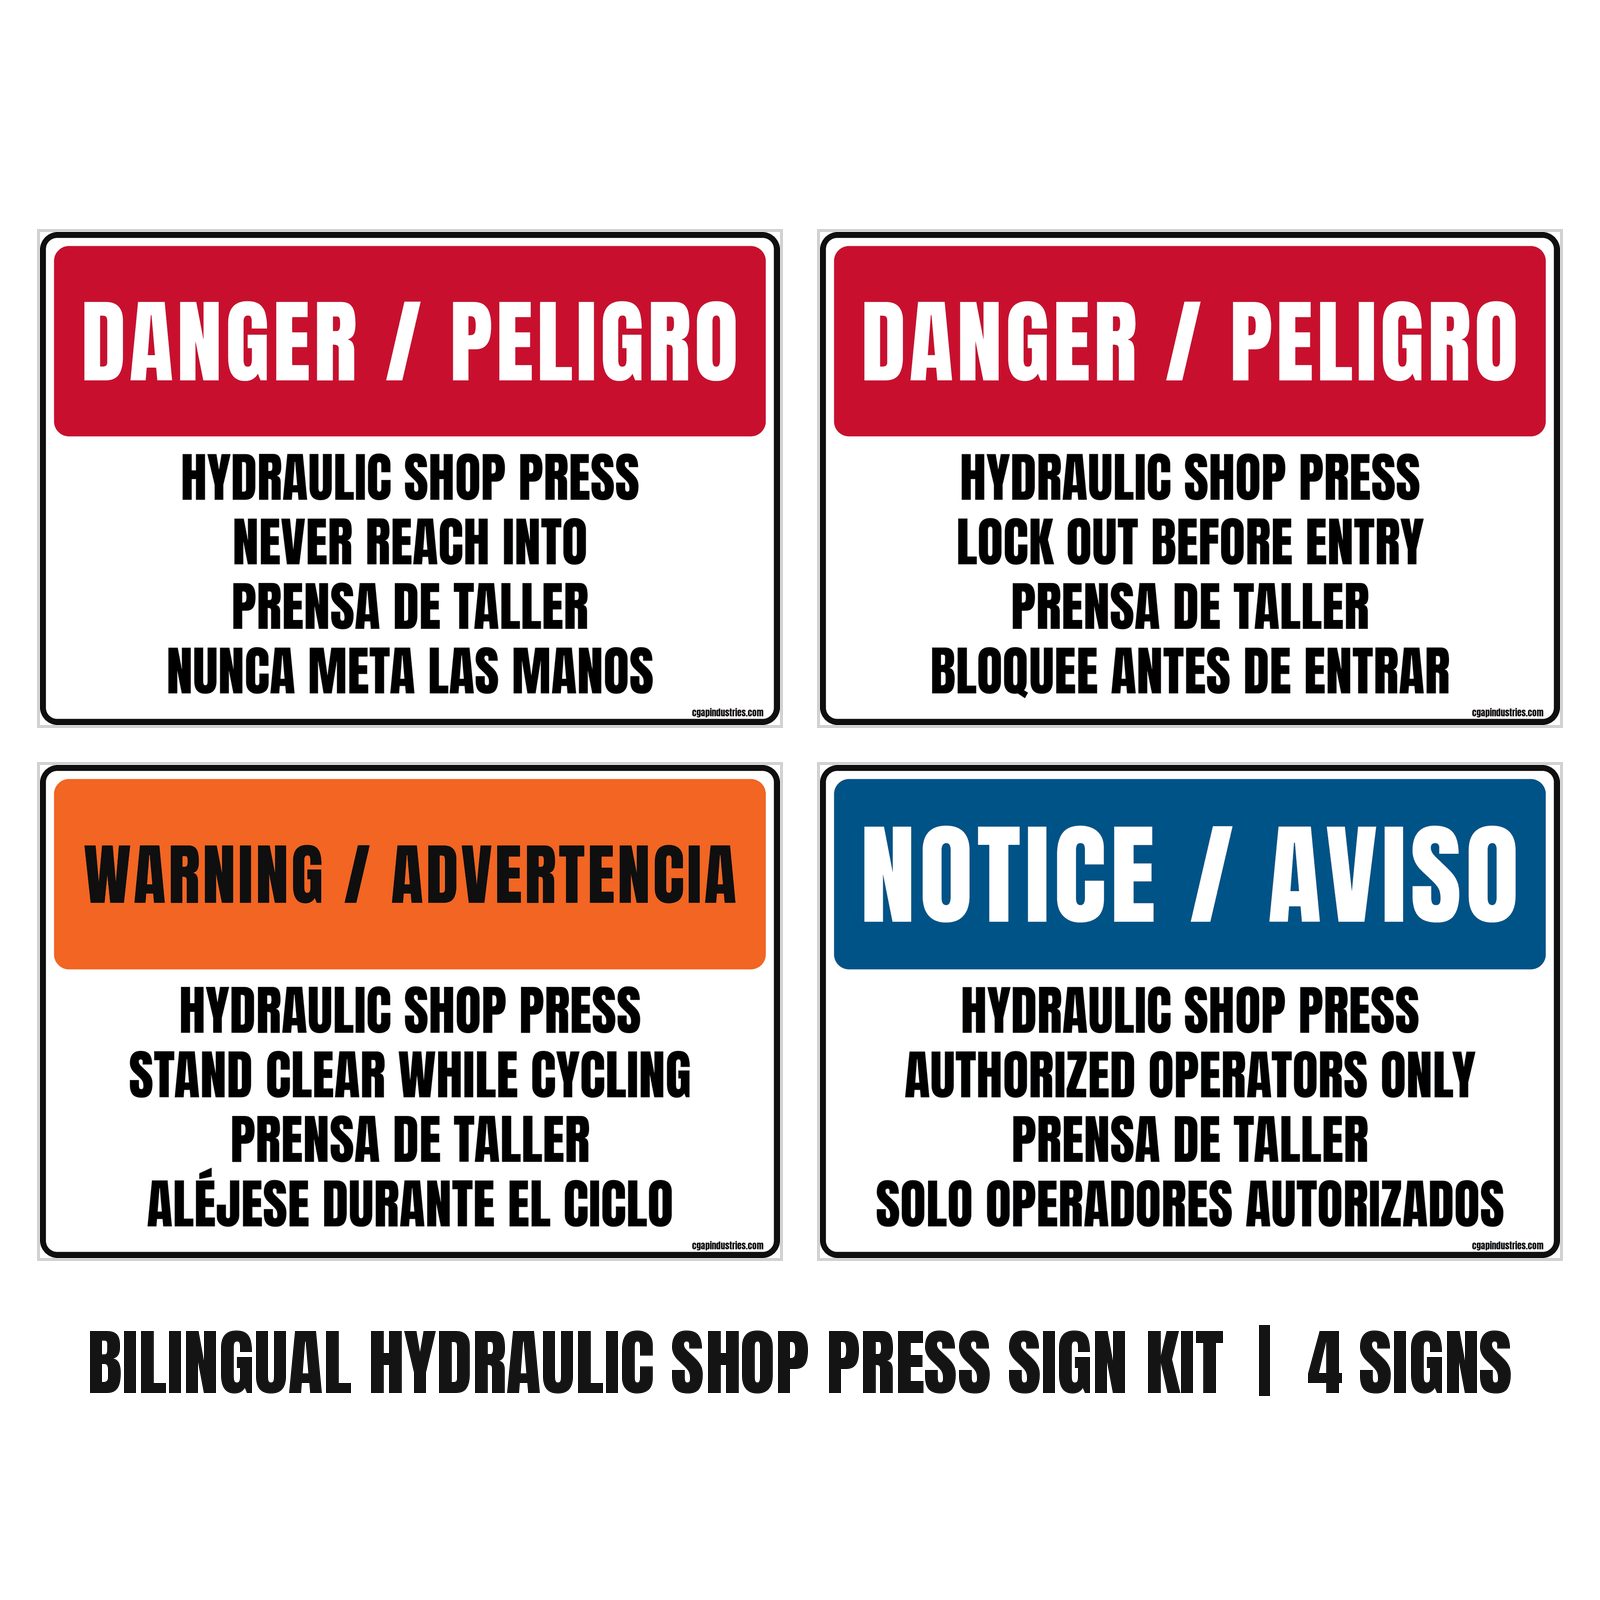 DANGER / PELIGRO
HYDRAULIC SHOP PRESS
NEVER REACH INTO
PRENSA DE TALLER
NUNCA META LAS MANOS
cgapindustries.com
DANGER / PELIGRO
HYDRAULIC SHOP PRESS
LOCK OUT BEFORE ENTRY
PRENSA DE TALLER
BLOQUEE ANTES DE ENTRAR
cgapindustries.com
WARNING / ADVERTENCIA
HYDRAULIC SHOP PRESS
STAND CLEAR WHILE CYCLING
PRENSA DE TALLER
ALÉJESE DURANTE EL CICLO
cgapindustries.com
NOTICE / AVISO
HYDRAULIC SHOP PRESS
AUTHORIZED OPERATORS ONLY
PRENSA DE TALLER
SOLO OPERADORES AUTORIZADOS
cgapindustries.com
BILINGUAL HYDRAULIC SHOP PRESS SIGN KIT | 4 SIGNS